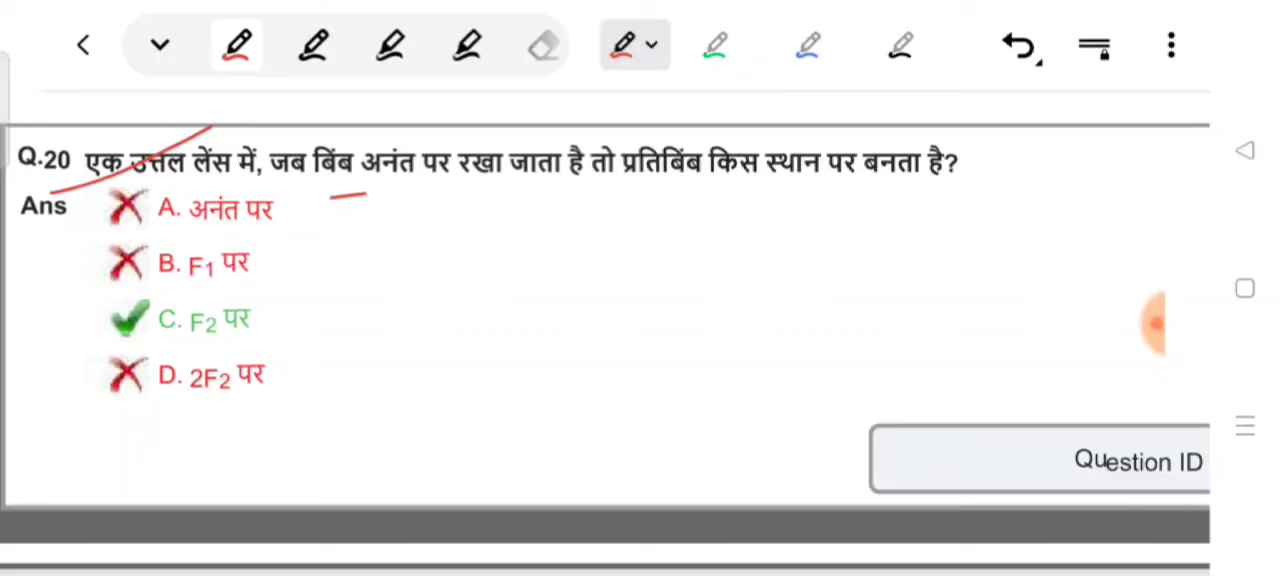 Q.20 एक उत्तल लेंस में, जब बिंब अनंत पर रखा जाता है तो प्रतिबिंब किस स्थान पर बनता है?
Ans A. अनंत पर
B. F1 पर
C. F2 पर
D. 2F2 पर
Question ID